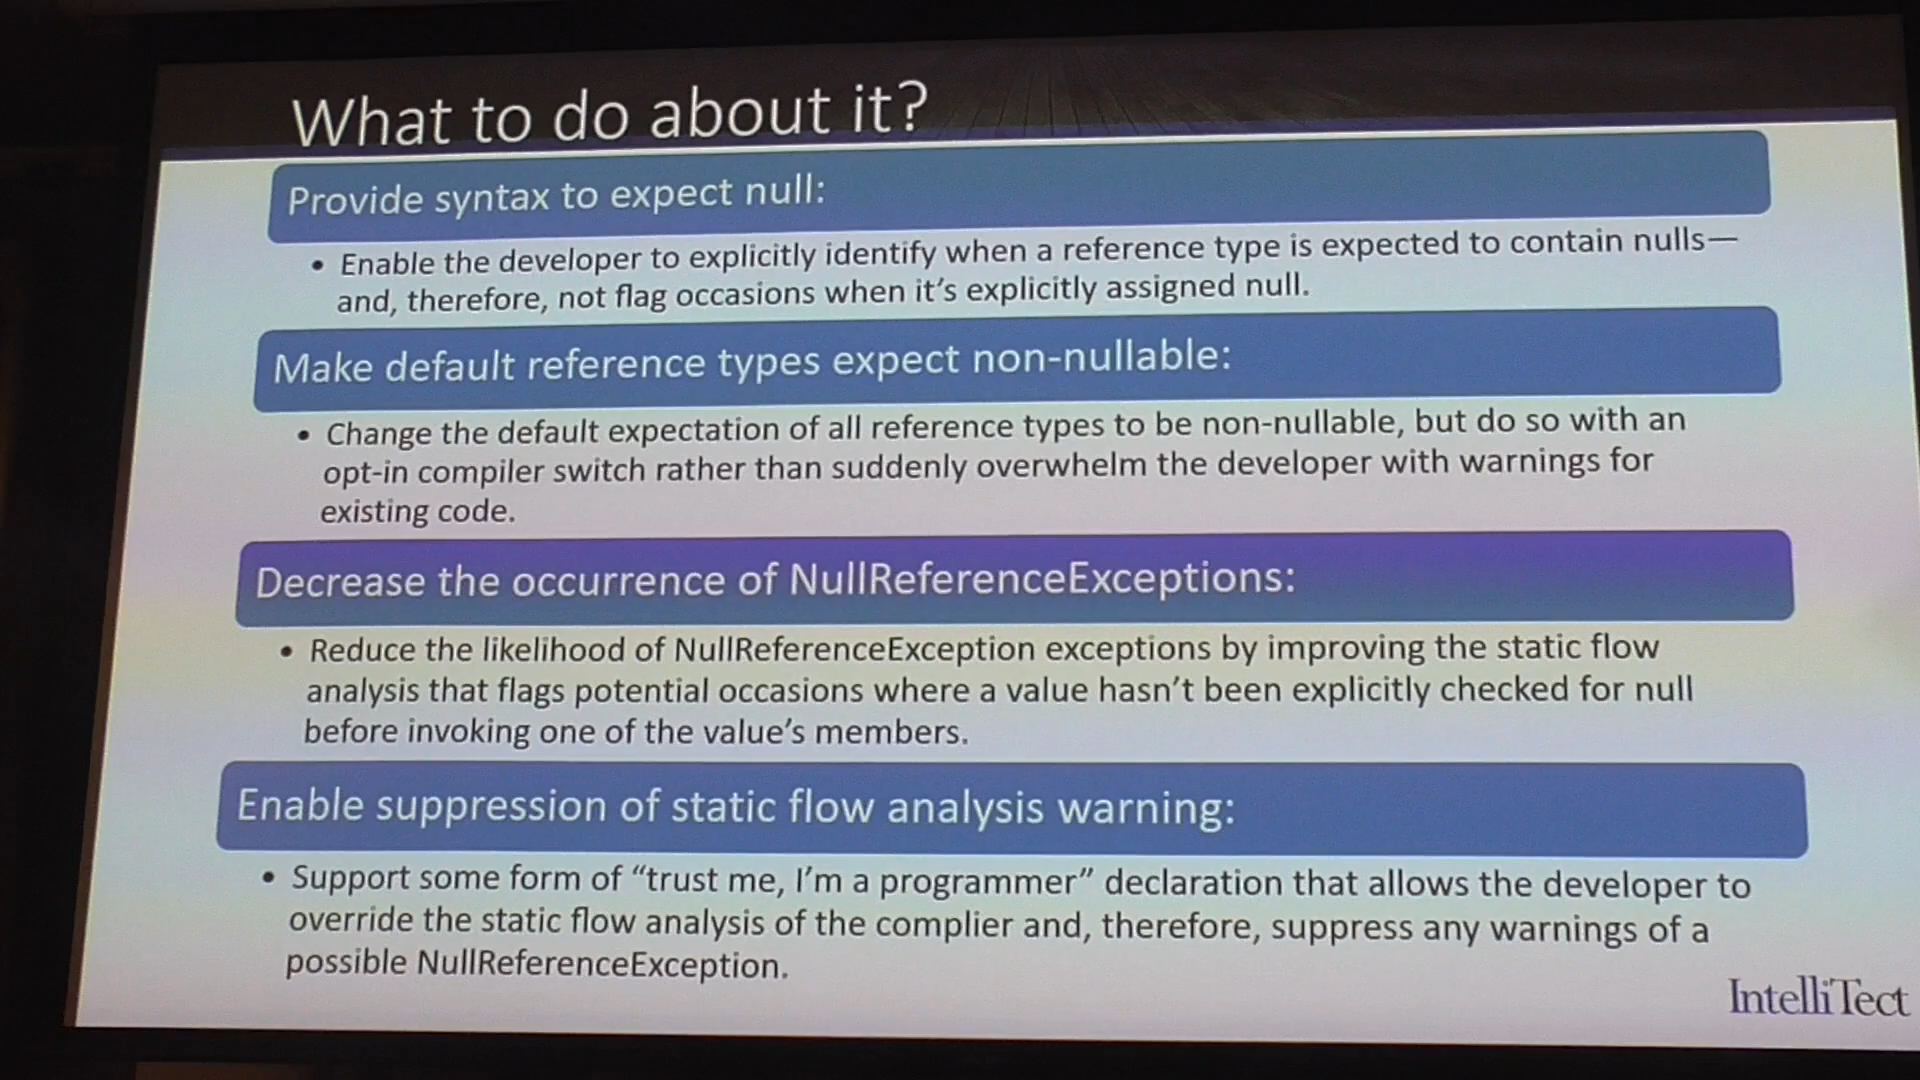 What to do about it?
Provide syntax to expect null:
• Enable the developer to explicitly identify when a reference type is expected to contain nulls—
and, therefore, not flag occasions when it's explicitly assigned null.
Make default reference types expect non-nullable:
• Change the default expectation of all reference types to be non-nullable, but do so with an
opt-in compiler switch rather than suddenly overwhelm the developer with warnings for
existing code.
Decrease the occurrence of NullReferenceExceptions:
• Reduce the likelihood of NullReferenceException exceptions by improving the static flow
analysis that flags potential occasions where a value hasn't been explicitly checked for null
before invoking one of the value's members.
Enable suppression of static flow analysis warning:
• Support some form of “trust me, I'm a programmer” declaration that allows the developer to
override the static flow analysis of the complier and, therefore, suppress any warnings of a
possible NullReferenceException.
IntelliTect